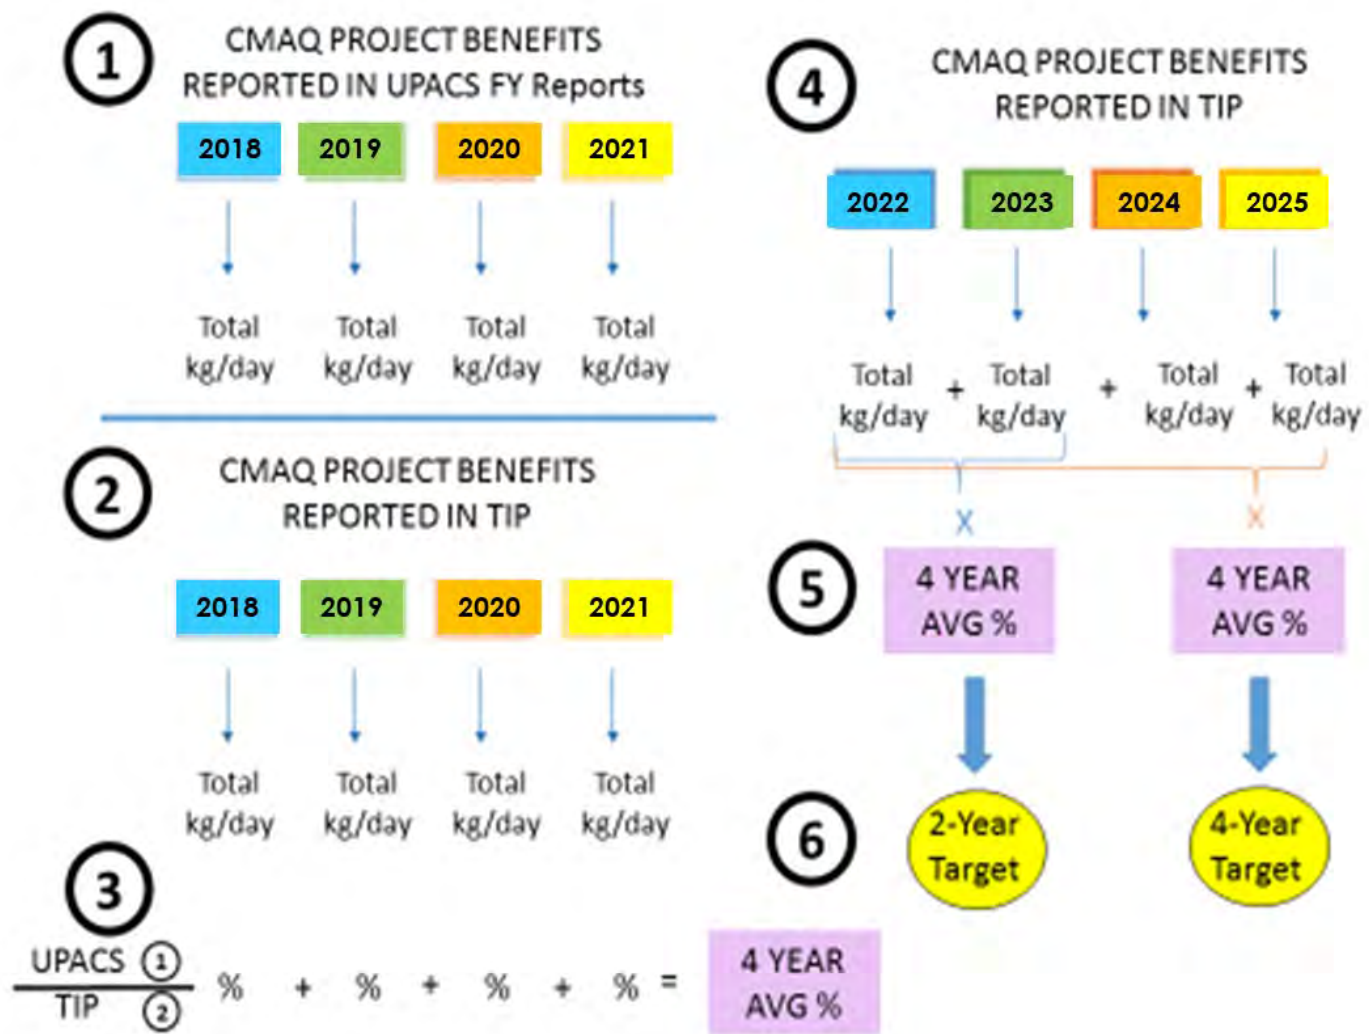 1
CMAQ PROJECT BENEFITS
REPORTED IN UPACS FY Reports
2018 2019 2020 2021
Total Total Total Total
kg/day kg/day kg/day kg/day
2
CMAQ PROJECT BENEFITS
REPORTED IN TIP
2018 2019 2020 2021
Total Total Total Total
kg/day kg/day kg/day kg/day
3
UPACS 1
TIP 2
% + % + % + % =
4 YEAR
AVG %
4
CMAQ PROJECT BENEFITS
REPORTED IN TIP
2022 2023 2024 2025
Total + Total + Total + Total
kg/day kg/day kg/day kg/day
X X
5
4 YEAR 4 YEAR
AVG % AVG %
6
2-Year 4-Year
Target Target